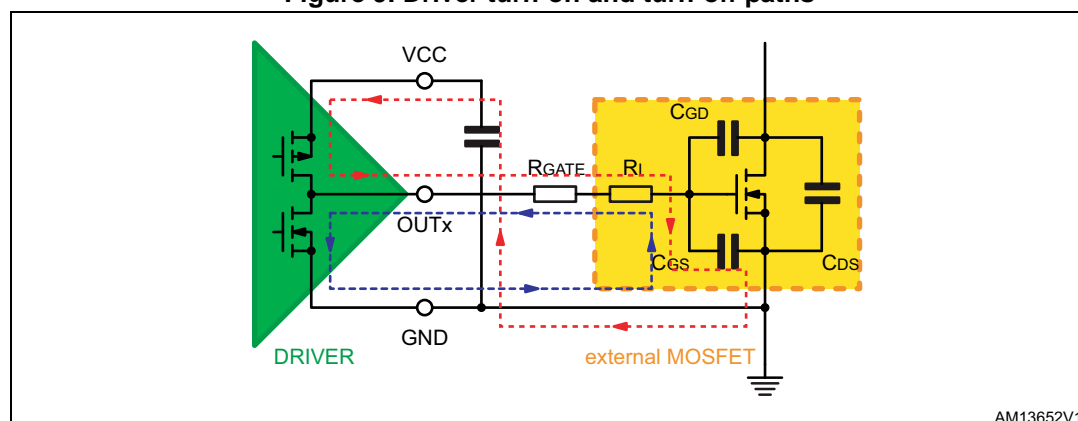 Figure 3. Driver turn-on and turn-off paths
VCC
CGD
RGATE
RI
OUTx
CGS
CDS
GND
DRIVER
external MOSFET
AM13652V1